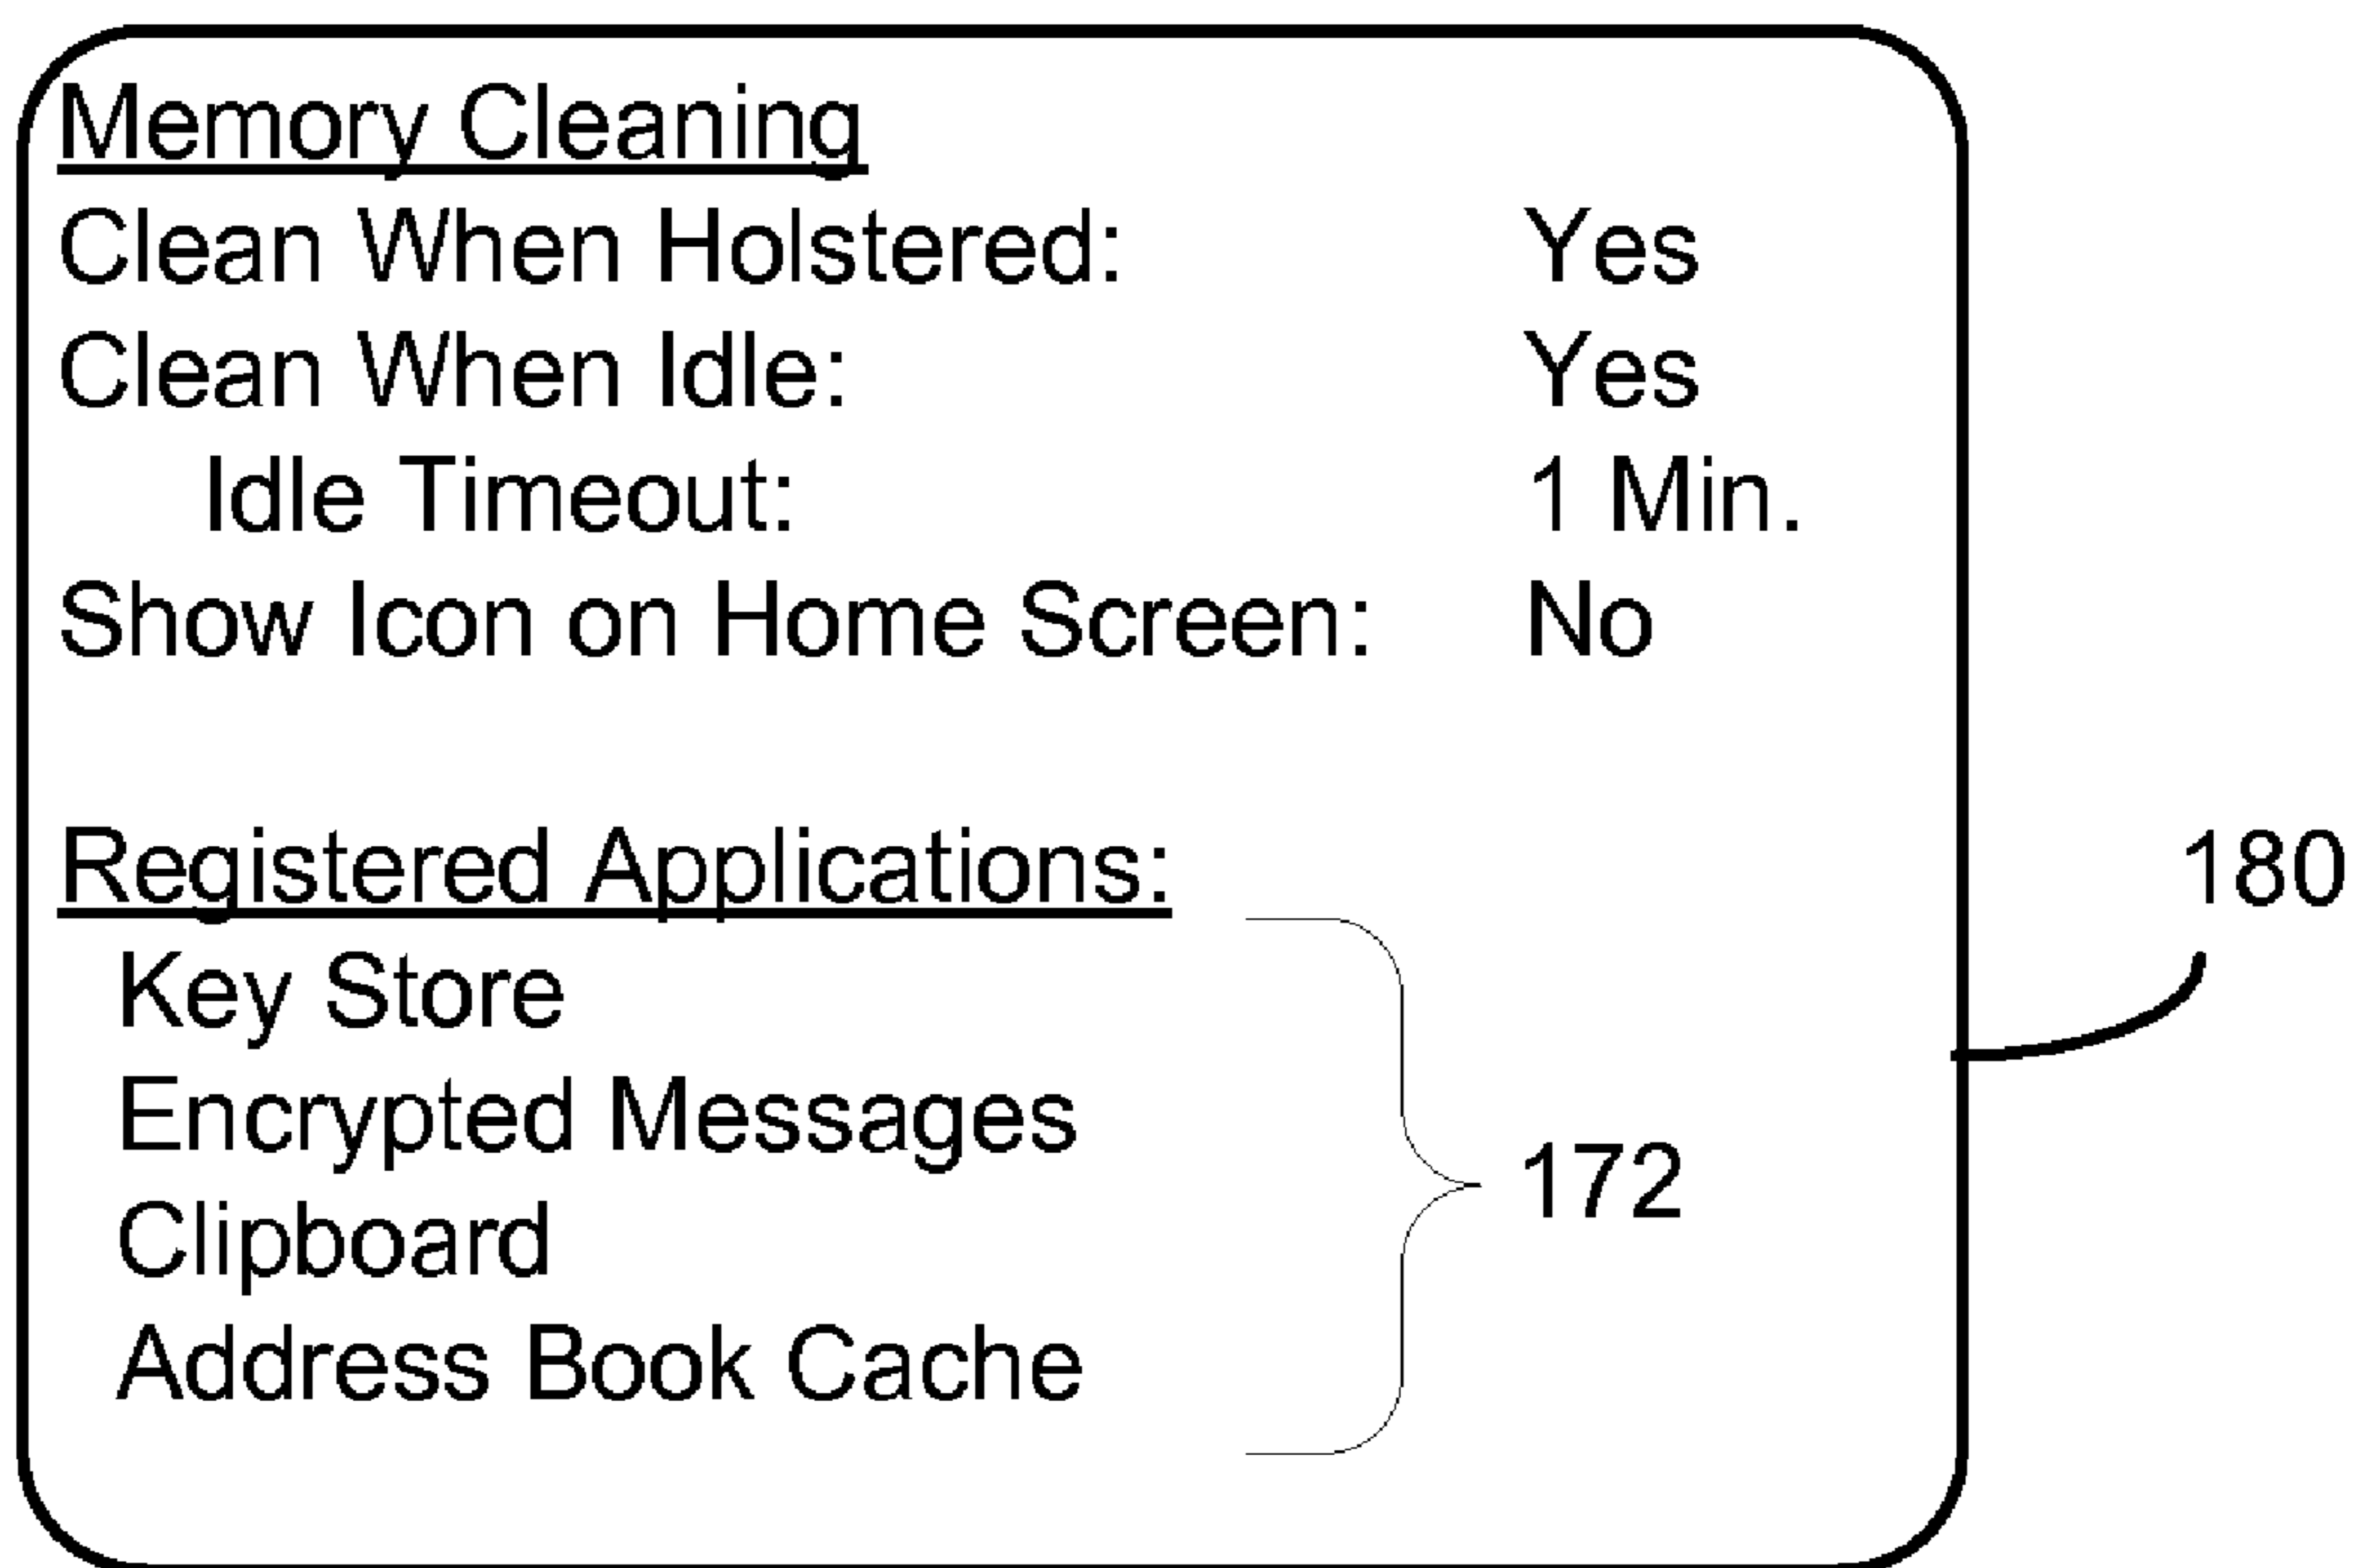 Memory Cleaning
Clean When Holstered: Yes
Clean When Idle: Yes
Idle Timeout: 1 Min.
Show Icon on Home Screen: No
Registered Applications:
180
Key Store
Encrypted Messages
172
Clipboard
Address Book Cache